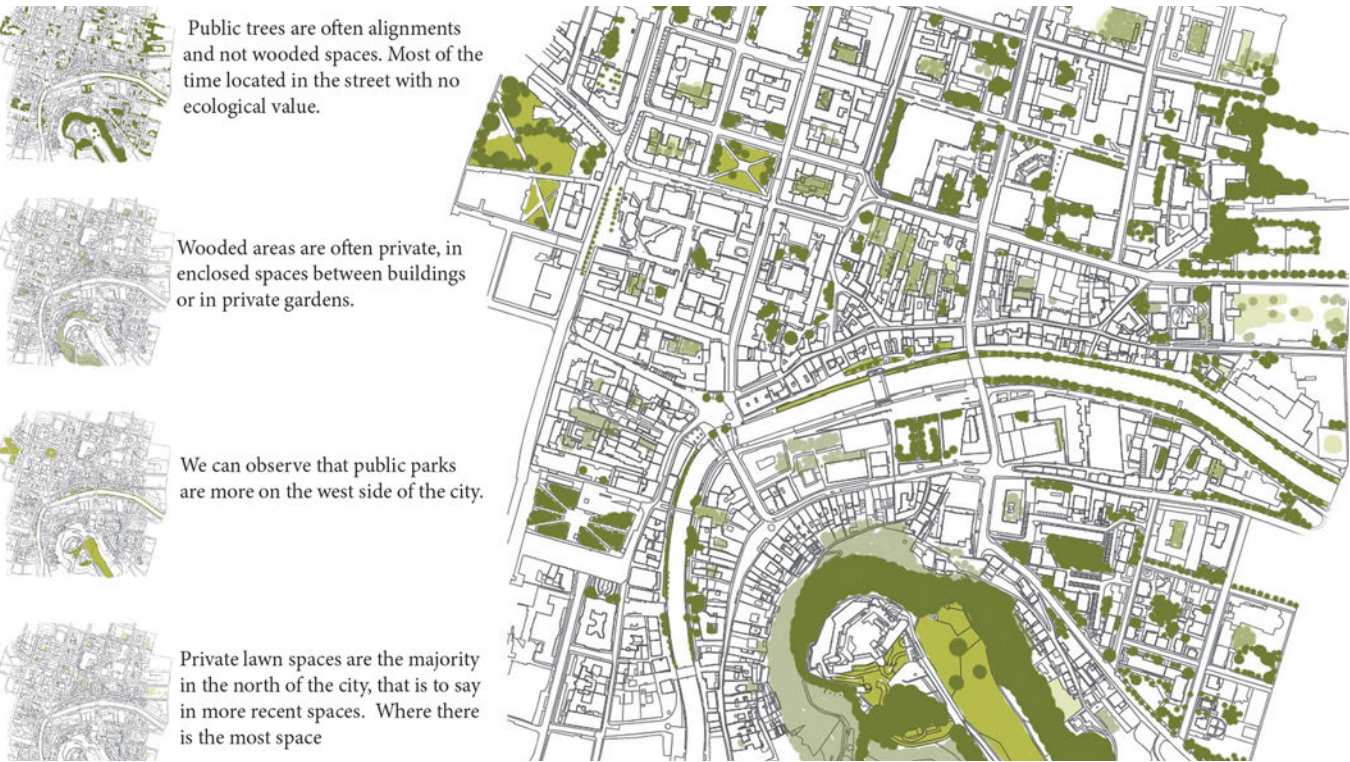 Public trees are often alignments
and not wooded spaces. Most of the
time located in the street with no
ecological value.
Wooded areas are often private, in
enclosed spaces between buildings
or in private gardens.
We can observe that public parks
are more on the west side of the city.
Private lawn spaces are the majority
in the north of the city, that is to say
in more recent spaces.  Where there
is the most space